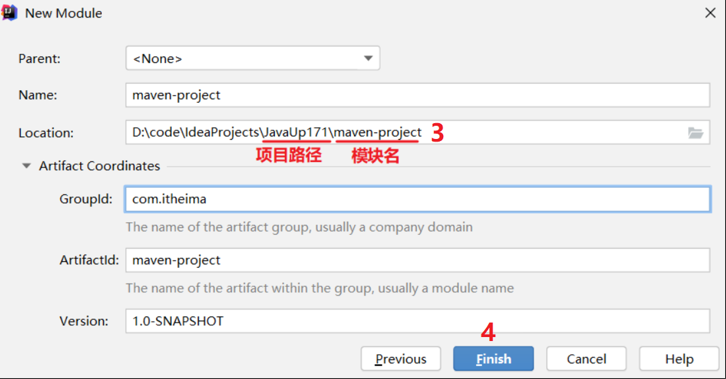 New Module
Parent: <None>
Name: maven-project
Location: D:\code\IdeaProjects\JavaUp171\maven-project 3
项目路径 模块名
Artifact Coordinates
GroupId: com.itheima
The name of the artifact group, usually a company domain
ArtifactId: maven-project
The name of the artifact within the group, usually a module name
Version: 1.0-SNAPSHOT
4
Previous Finish Cancel Help